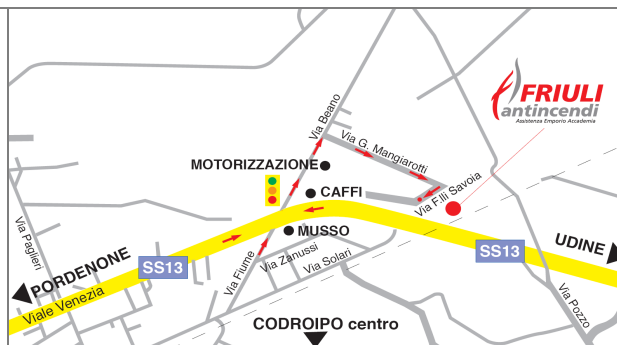 FRIULI
antincendi
Assistenza Emporio Accademia
Via Beano
Via G. Mangiarotti
MOTORIZZAZIONE
CAFFI
Via F.lli Savoia
MUSSO
Via Paglieri
PORDENONE
SS13
Viale Venezia
Via Fiume
Via Zanussi
Via Solari
SS13
UDINE
Via Pozzo
CODROIPO centro